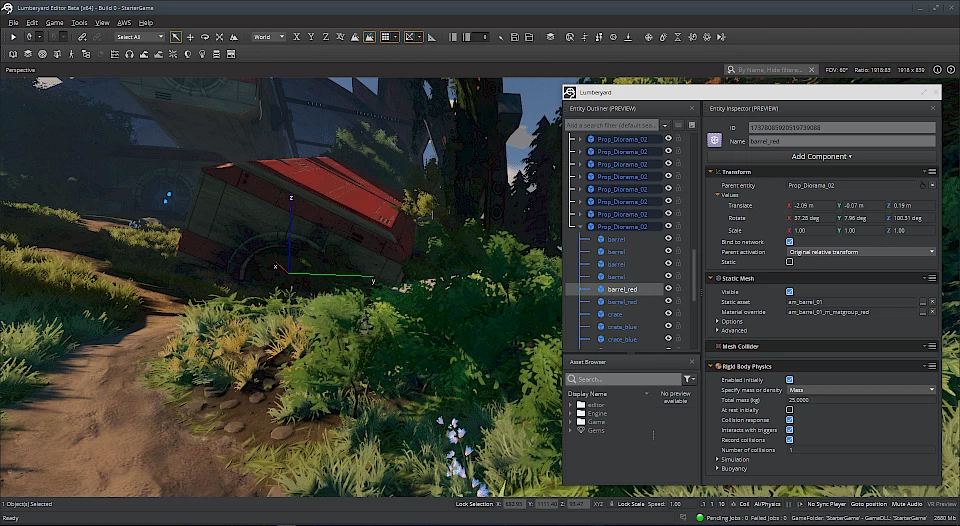 Lumberyard Editor Beta [x64] - Build 0 - StarterGame
File Edit Game Tools View AWS Help
Select All World X Y Z XY
Perspective By Name, Hide filtere... FOV: 60° Ratio: 1918:839 1918 x 839
Lumberyard
Entity Outliner (PREVIEW)
Add a search filter (default sea...
Prop_Diorama_02
Prop_Diorama_02
Prop_Diorama_02
Prop_Diorama_02
Prop_Diorama_02
Prop_Diorama_02
Prop_Diorama_02
Prop_Diorama_02
barrel
barrel
barrel
barrel
barrel_red
barrel_red
crate
crate_blue
crate_blue
Asset Browser
Search...
Display Name
No preview available
editor
Engine
Game
Gems
Entity Inspector (PREVIEW)
ID 17378085920519739088
Name barrel_red
Add Component
Transform
Parent entity Prop_Diorama_02
Values
Translate X -2.09 m Y -0.07 m Z 0.19 m
Rotate X 37.28 deg Y 7.96 deg Z 100.31 deg
Scale X 1.00 Y 1.00 Z 1.00
Bind to network
Parent activation Original relative transform
Static
Static Mesh
Visible
Static asset am_barrel_01
Material override am_barrel_01_m_matgroup_red
Options
Advanced
Mesh Collider
Rigid Body Physics
Enabled initially
Specify mass or density Mass
Total mass (kg) 25.0000
At rest initially
Collision response
Interacts with triggers
Record collisions
Number of collisions 1
Simulation
Buoyancy
z
x
y
1 Object(s) Selected Lock Selection X: Y: Z: XYZ Lock Scale Speed: 1.00 .1 1 10 Coll AI/Physics No Sync Player Goto position Mute Audio VR Preview
Ready Pending Jobs : 0 Failed Jobs : 0 GameFolder: 'StarterGame' - GameDLL: 'StarterGame' 2680 Mb